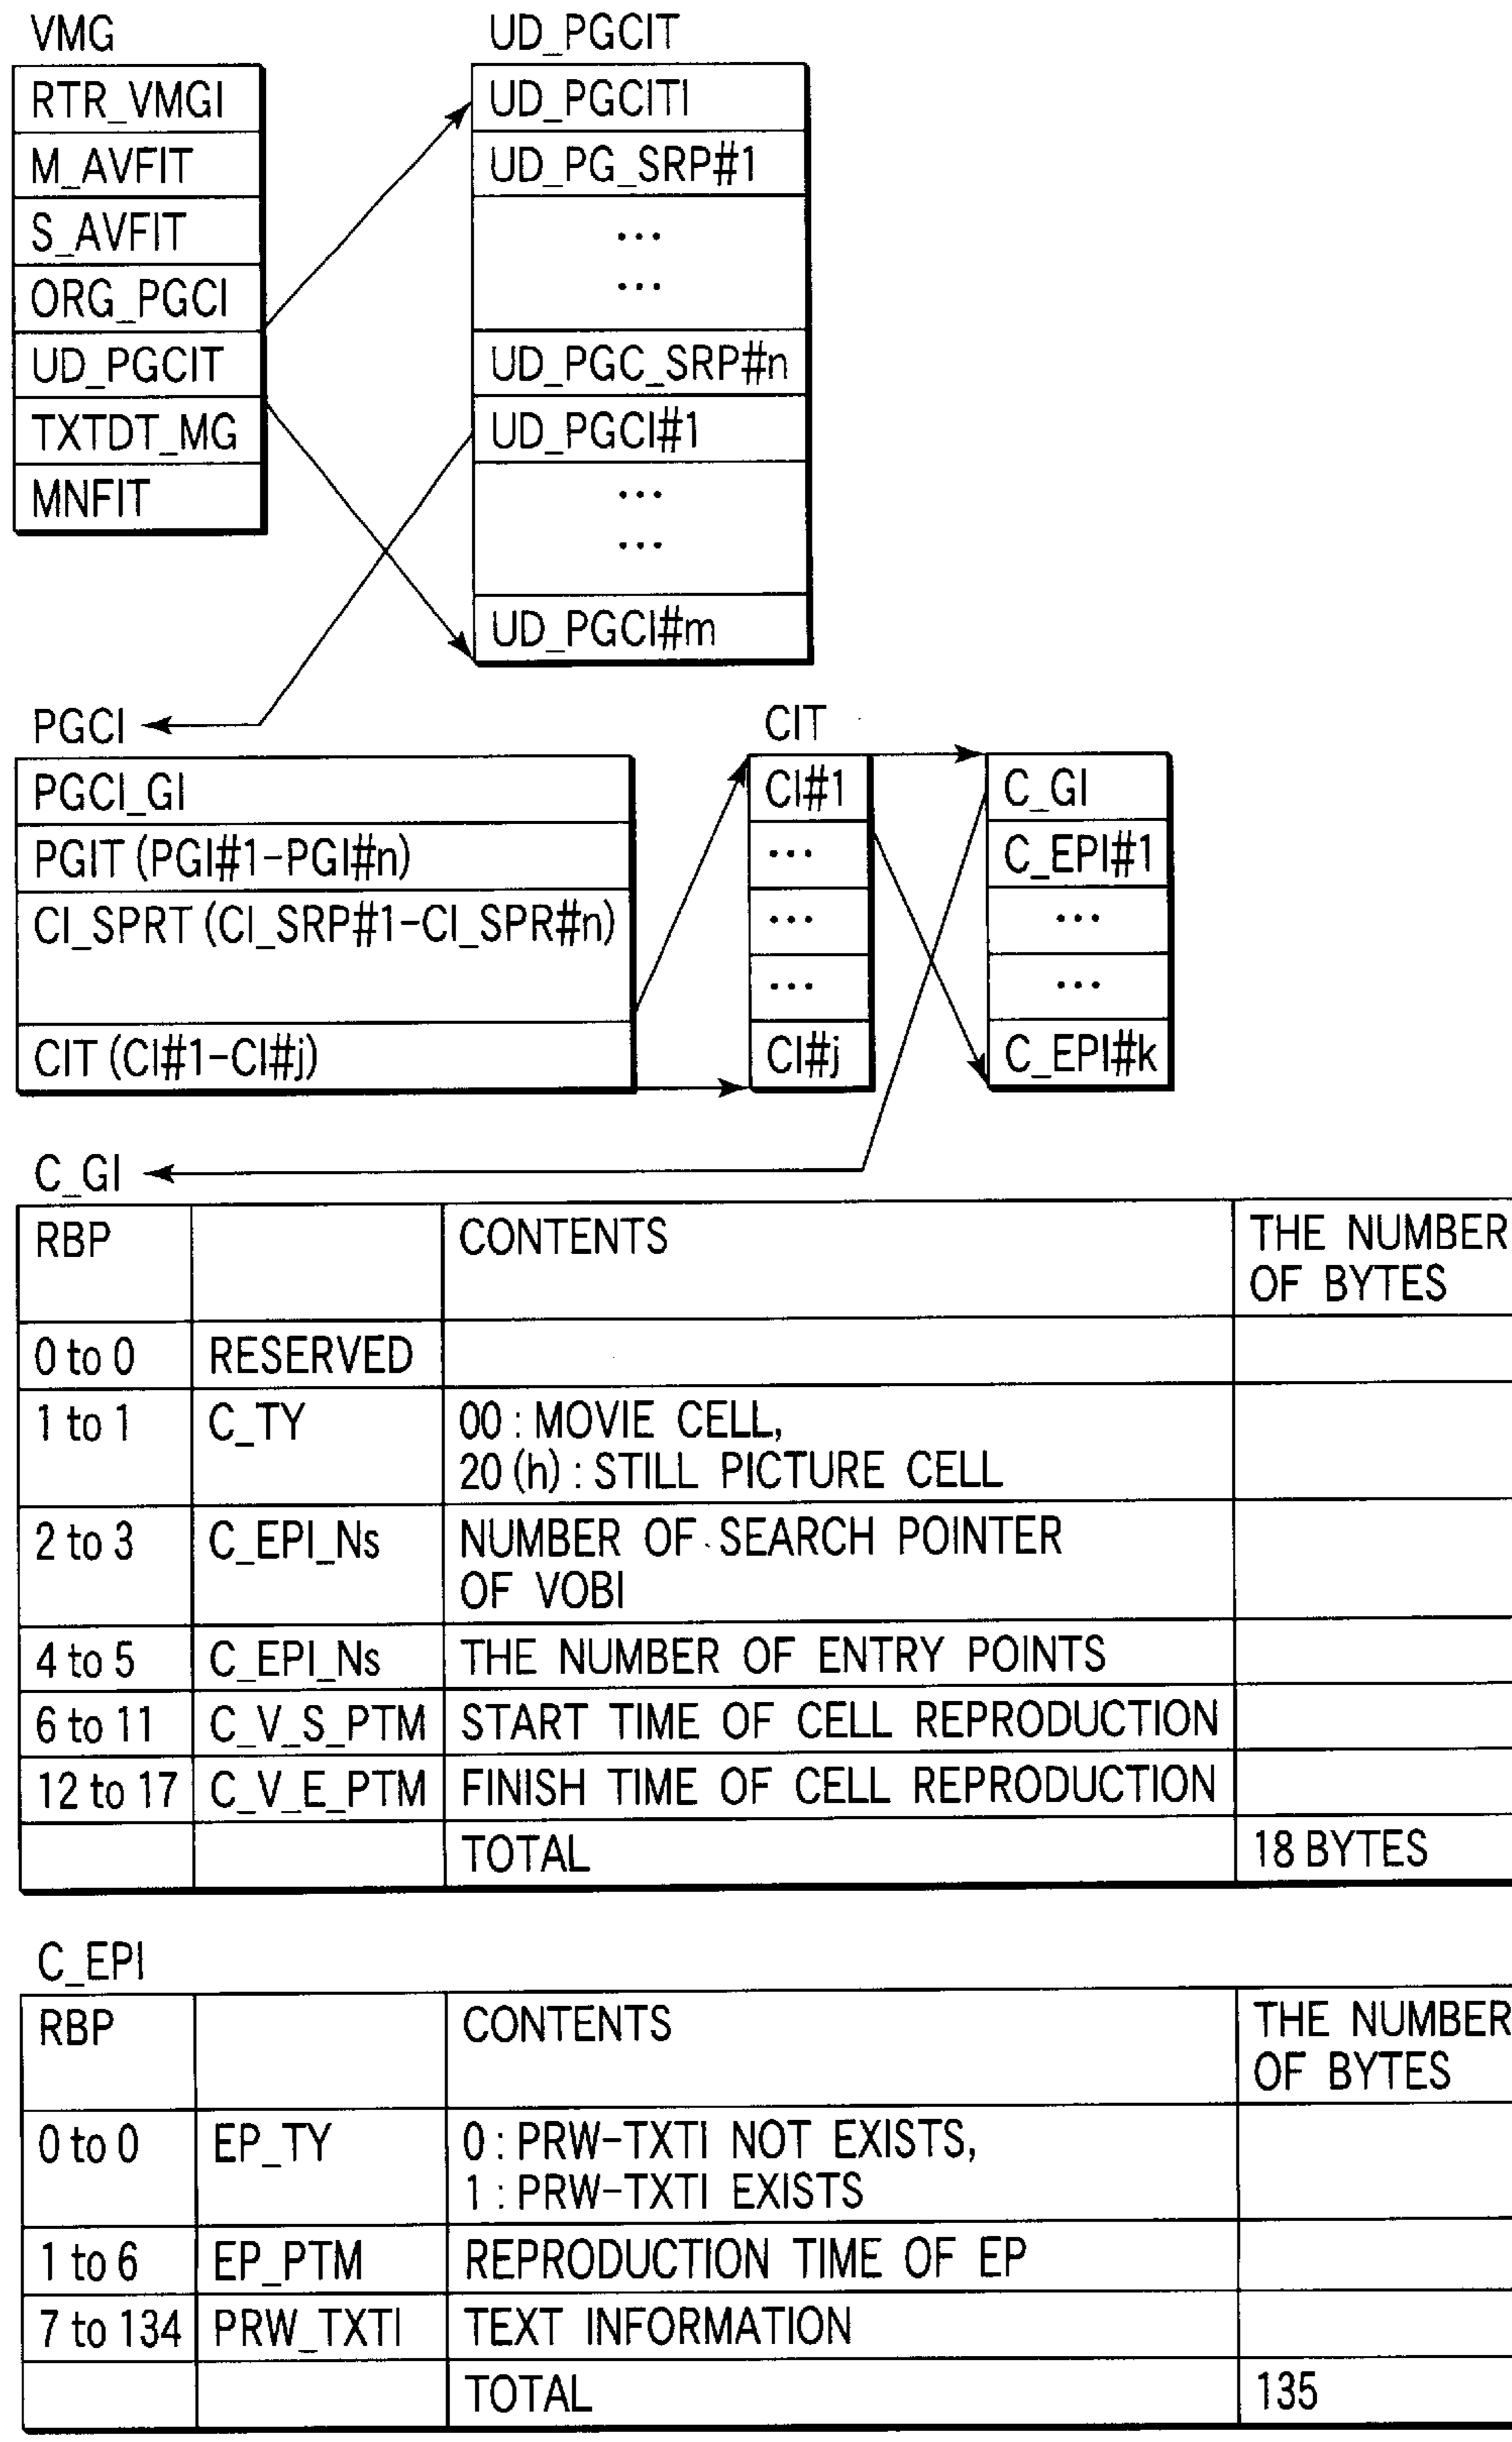 VMG
RTR_VMGI
M_AVFIT
S_AVFIT
ORG_PGCI
UD_PGCIT
TXTDT_MG
MNFIT
UD_PGCIT
UD_PGCITI
UD_PG_SRP#1
...
...
UD_PGC_SRP#n
UD_PGCI#1
...
...
UD_PGCI#m
PGCI
PGCI_GI
PGIT (PGI#1-PGI#n)
CI_SPRT (CI_SRP#1-CI_SPR#n)
CIT (CI#1-CI#j)
CIT
CI#1
...
...
...
CI#j
C_GI
C_EPI#1
...
...
C_EPI#k
C_GI
RBP CONTENTS THE NUMBER
OF BYTES
0 to 0 RESERVED
1 to 1 C_TY 00 : MOVIE CELL,
20 (h) : STILL PICTURE CELL
2 to 3 C_EPI_Ns NUMBER OF SEARCH POINTER
OF VOBI
4 to 5 C_EPI_Ns THE NUMBER OF ENTRY POINTS
6 to 11 C_V_S_PTM START TIME OF CELL REPRODUCTION
12 to 17 C_V_E_PTM FINISH TIME OF CELL REPRODUCTION
TOTAL 18 BYTES
C_EPI
RBP CONTENTS THE NUMBER
OF BYTES
0 to 0 EP_TY 0 : PRW-TXTI NOT EXISTS,
1 : PRW-TXTI EXISTS
1 to 6 EP_PTM REPRODUCTION TIME OF EP
7 to 134 PRW_TXTI TEXT INFORMATION
TOTAL 135